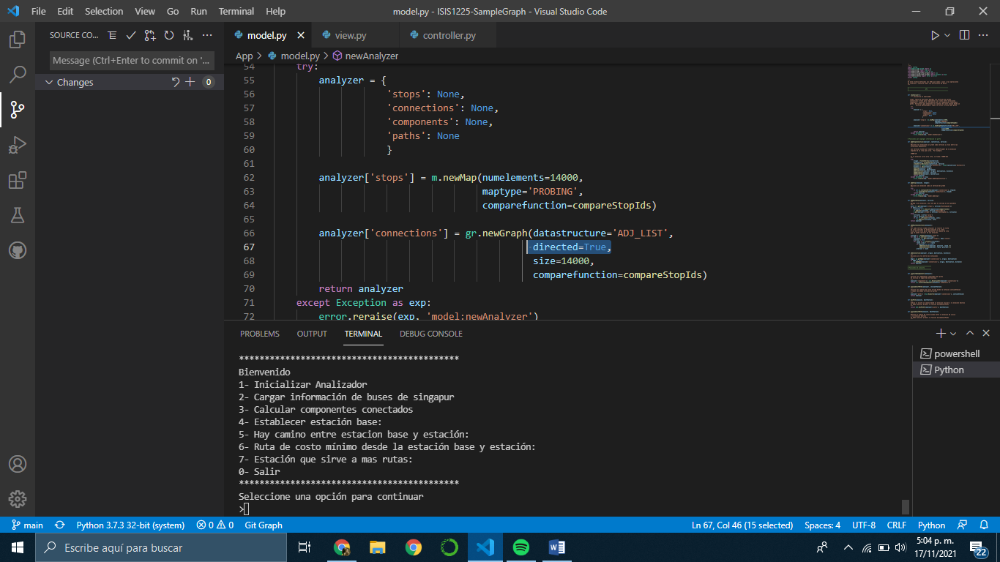 File Edit Selection View Go Run Terminal Help model.py - ISIS1225-SampleGraph - Visual Studio Code
SOURCE CO...
model.py
view.py
controller.py
Message (Ctrl+Enter to commit on '...
App > model.py > newAnalyzer
Changes 0
54 try:
55 analyzer = {
56 'stops': None,
57 'connections': None,
58 'components': None,
59 'paths': None
60 }
61
62 analyzer['stops'] = m.newMap(numelements=14000,
63 maptype='PROBING',
64 comparefunction=compareStopIds)
65
66 analyzer['connections'] = gr.newGraph(datastructure='ADJ_LIST',
67 directed=True,
68 size=14000,
69 comparefunction=compareStopIds)
70 return analyzer
71 except Exception as exp:
72 error.reraise(exp, 'model:newAnalyzer')
PROBLEMS OUTPUT TERMINAL DEBUG CONSOLE
powershell
Python
*******************************************
Bienvenido
1- Inicializar Analizador
2- Cargar información de buses de singapur
3- Calcular componentes conectados
4- Establecer estación base:
5- Hay camino entre estacion base y estación:
6- Ruta de costo mínimo desde la estación base y estación:
7- Estación que sirve a mas rutas:
0- Salir
*******************************************
Seleccione una opción para continuar
>
main Python 3.7.3 32-bit (system) 0 0 Git Graph Ln 67, Col 46 (15 selected) Spaces: 4 UTF-8 CRLF Python
Escribe aquí para buscar
5:04 p. m.
17/11/2021
22